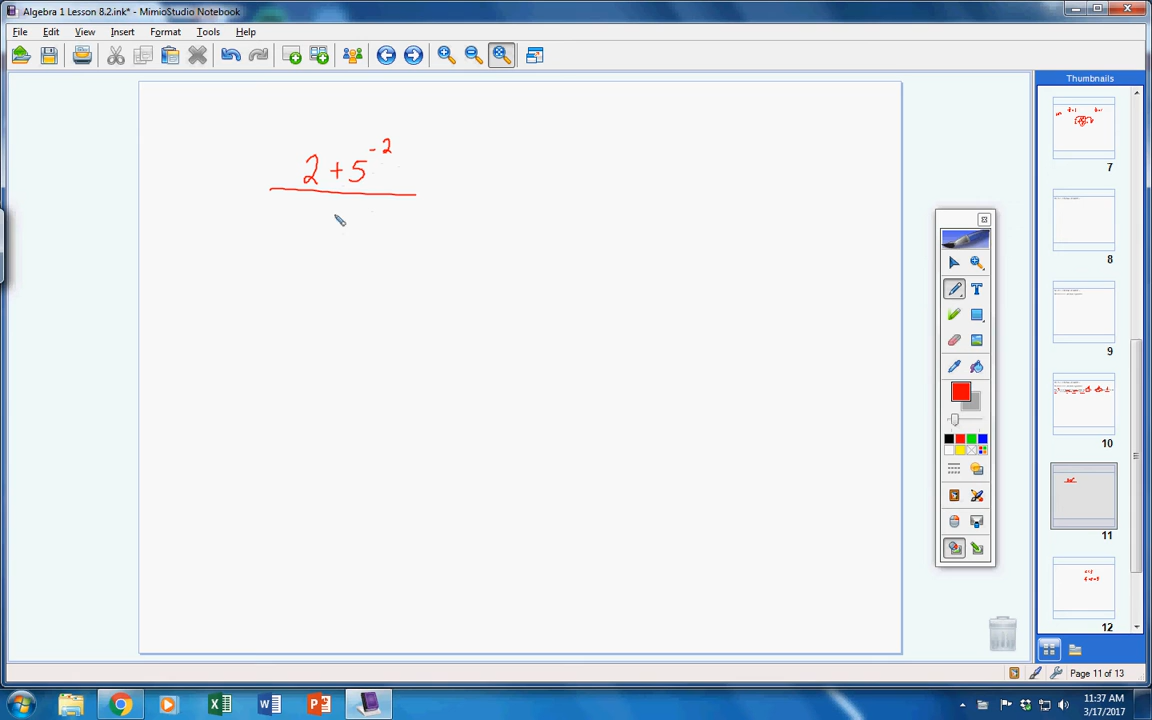 Algebra 1 Lesson 8.2.ink* - MimioStudio Notebook
File Edit View Insert Format Tools Help
Thumbnails
2 + 5^-2
7
8
9
10
11
12
T
Page 11 of 13
11:37 AM
3/17/2017